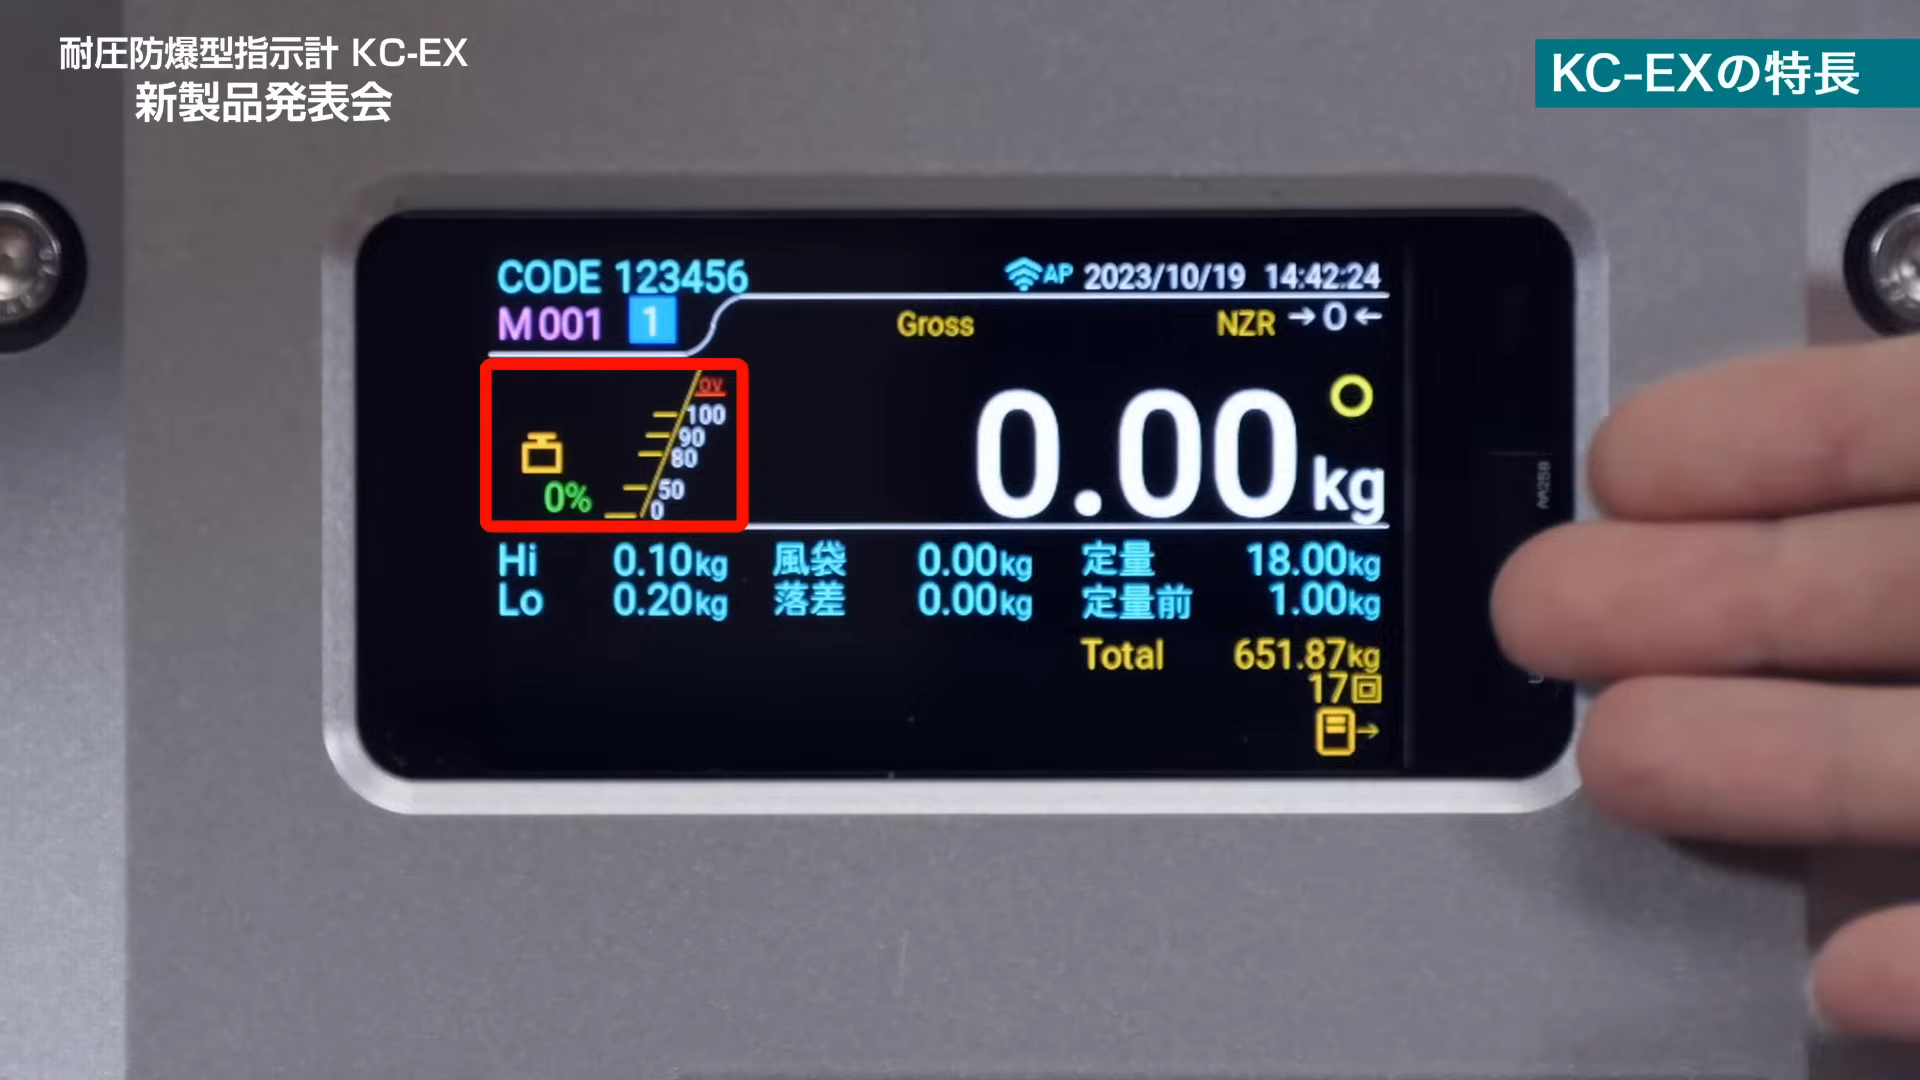 耐圧防爆型指示計 KC-EX
新製品発表会
KC-EXの特長
CODE 123456
AP 2023/10/19 14:42:24
M001 1
Gross
NZR →0←
OV
100
90
80
50
0
0%
0.00kg
Hi 0.10kg 風袋 0.00kg 定量 18.00kg
Lo 0.20kg 落差 0.00kg 定量前 1.00kg
Total 651.87kg
17回